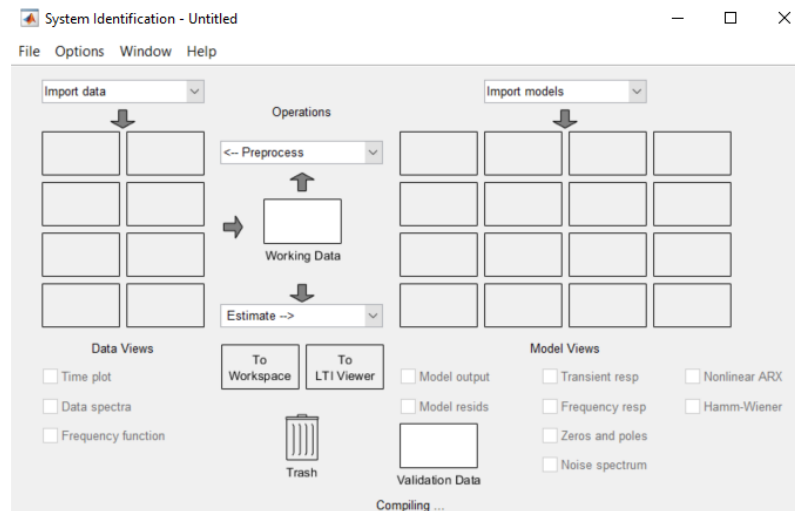 System Identification - Untitled
File Options Window Help
Import data
Operations
Import models
<-- Preprocess
Working Data
Estimate -->
Data Views
Time plot
Data spectra
Frequency function
To
Workspace
To
LTI Viewer
Trash
Model Views
Model output
Transient resp
Nonlinear ARX
Model resids
Frequency resp
Hamm-Wiener
Zeros and poles
Noise spectrum
Validation Data
Compiling ...